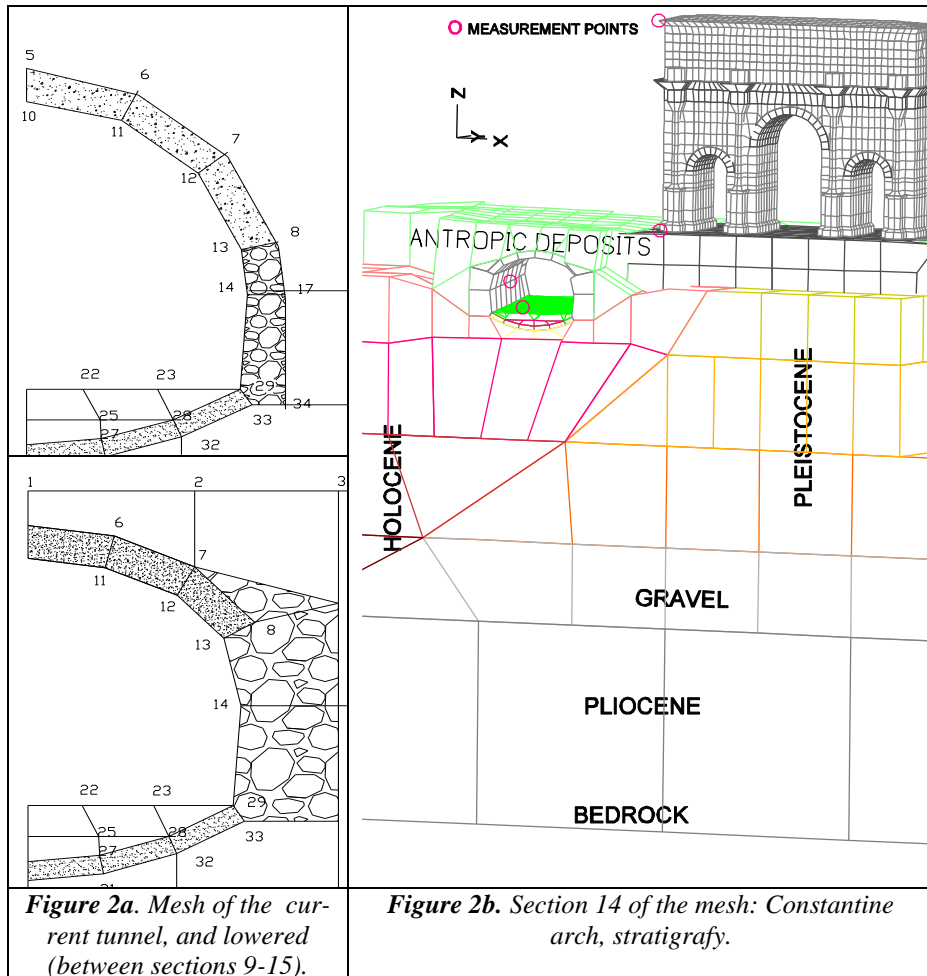 5
6
10
11
7
12
8
13
14
17
22
23
29
25
28
33
34
27
32
1
2
3
6
7
11
12
8
13
14
22
23
29
25
28
33
27
32
MEASUREMENT POINTS
Z
Y
X
ANTROPIC DEPOSITS
HOLOCENE
PLEISTOCENE
GRAVEL
PLIOCENE
BEDROCK
Figure 2a. Mesh of the cur-
rent tunnel, and lowered
(between sections 9-15).
Figure 2b. Section 14 of the mesh: Constantine
arch, stratigrafy.